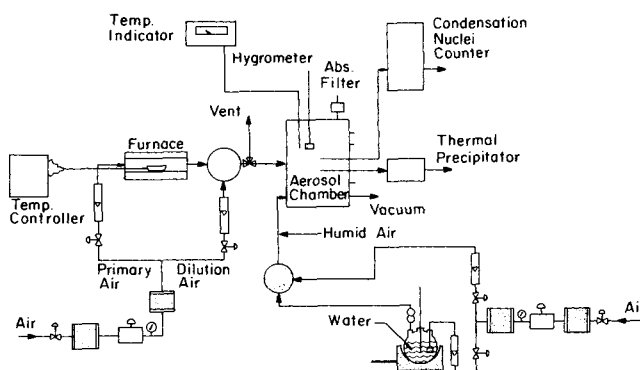 Temp.
Indicator
Hygrometer
Abs.
Filter
Condensation
Nuclei
Counter
Vent
Furnace
Thermal
Precipitator
Aerosol
Chamber
Temp.
Controller
Vacuum
Humid Air
Primary
Air
Dilution
Air
Water
Air
Ai